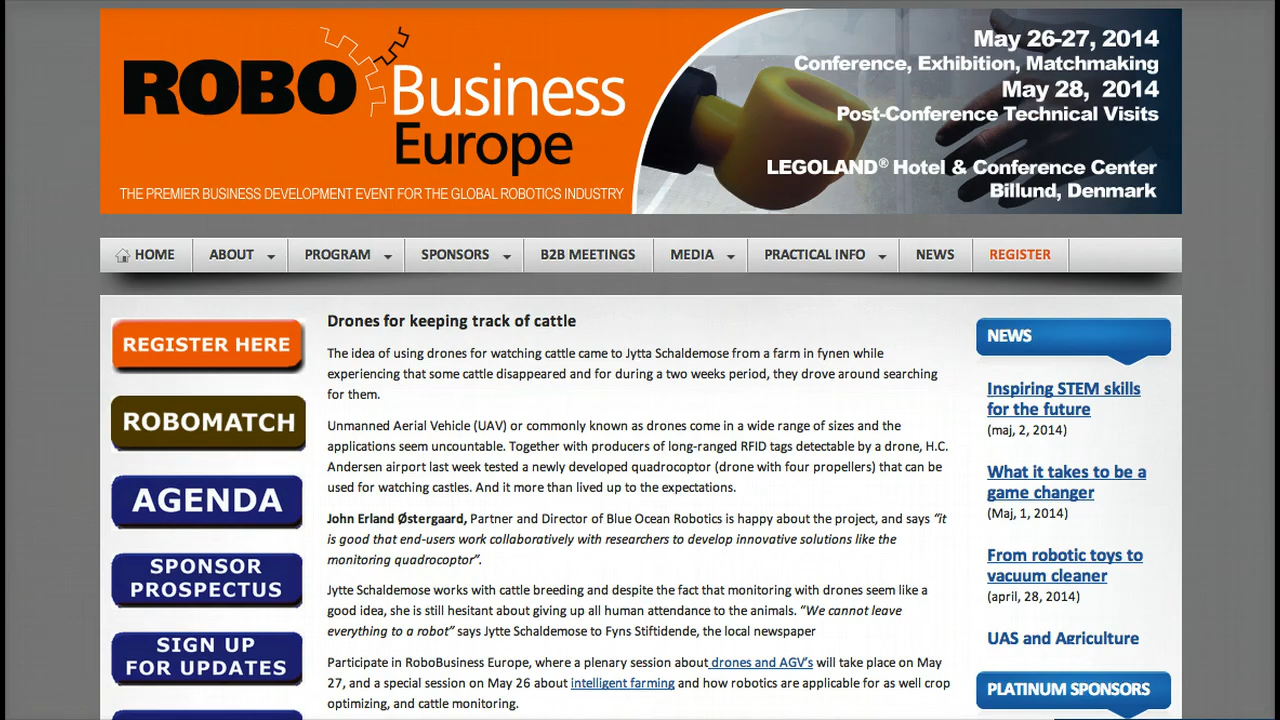 ROBO Business
Europe
THE PREMIER BUSINESS DEVELOPMENT EVENT FOR THE GLOBAL ROBOTICS INDUSTRY
May 26-27, 2014
Conference, Exhibition, Matchmaking
May 28, 2014
Post-Conference Technical Visits
LEGOLAND® Hotel & Conference Center
Billund, Denmark
HOME ABOUT PROGRAM SPONSORS B2B MEETINGS MEDIA PRACTICAL INFO NEWS REGISTER
REGISTER HERE
ROBOMATCH
AGENDA
SPONSOR
PROSPECTUS
SIGN UP
FOR UPDATES
Drones for keeping track of cattle
The idea of using drones for watching cattle came to Jytta Schaldemose from a farm in fynen while
experiencing that some cattle disappeared and for during a two weeks period, they drove around searching
for them.
Unmanned Aerial Vehicle (UAV) or commonly known as drones come in a wide range of sizes and the
applications seem uncountable. Together with producers of long-ranged RFID tags detectable by a drone, H.C.
Andersen airport last week tested a newly developed quadrocoptor (drone with four propellers) that can be
used for watching castles. And it more than lived up to the expectations.
John Erland Østergaard, Partner and Director of Blue Ocean Robotics is happy about the project, and says “it
is good that end-users work collaboratively with researchers to develop innovative solutions like the
monitoring quadrocoptor”.
Jytte Schaldemose works with cattle breeding and despite the fact that monitoring with drones seem like a
good idea, she is still hesitant about giving up all human attendance to the animals. “We cannot leave
everything to a robot” says Jytte Schaldemose to Fyns Stiftidende, the local newspaper
Participate in RoboBusiness Europe, where a plenary session about drones and AGV’s will take place on May
27, and a special session on May 26 about intelligent farming and how robotics are applicable for as well crop
optimizing, and cattle monitoring.
NEWS
Inspiring STEM skills
for the future
(maj, 2, 2014)
What it takes to be a
game changer
(Maj, 1, 2014)
From robotic toys to
vacuum cleaner
(april, 28, 2014)
UAS and Agriculture
PLATINUM SPONSORS